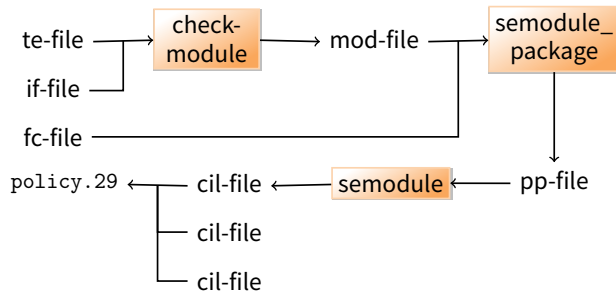 te-file
check-
module
mod-file
semodule_
package
if-file
fc-file
policy.29
cil-file
semodule
pp-file
cil-file
cil-file